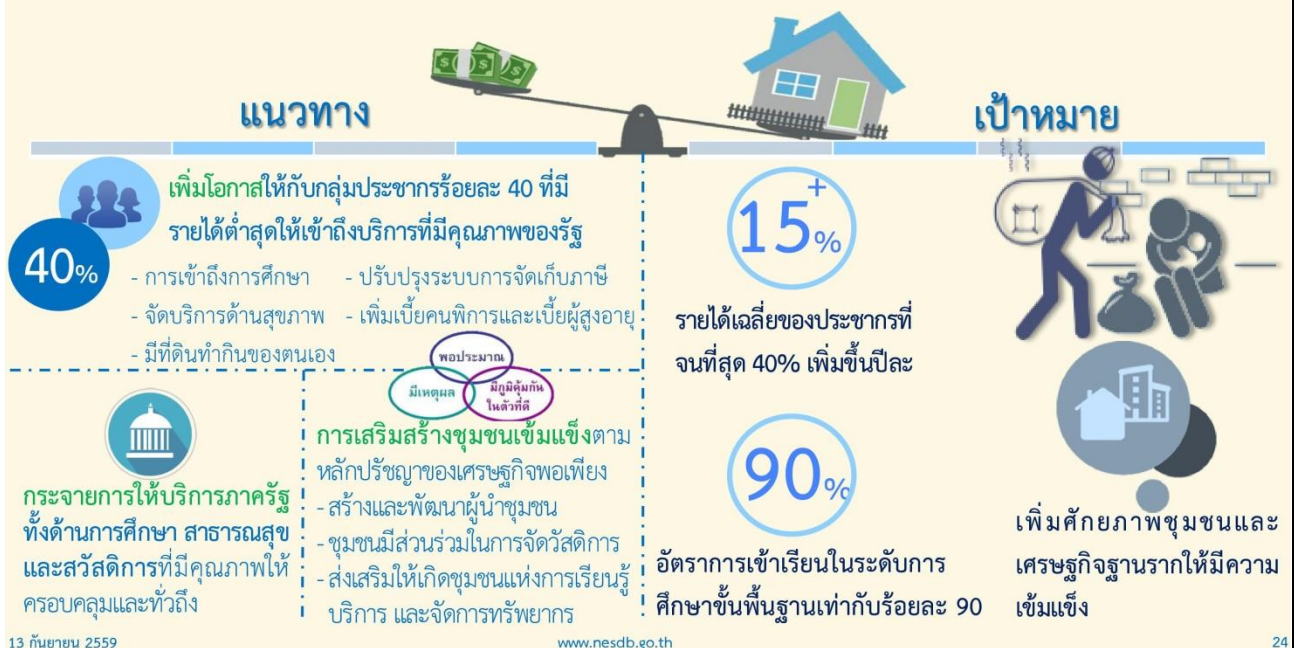 แนวทาง
เพิ่มโอกาสให้กับกลุ่มประชากรร้อยละ 40 ที่มี
รายได้ต่ำสุดให้เข้าถึงบริการที่มีคุณภาพของรัฐ
40%
- การเข้าถึงการศึกษา - ปรับปรุงระบบการจัดเก็บภาษี
- จัดบริการด้านสุขภาพ - เพิ่มเบี้ยคนพิการและเบี้ยผู้สูงอายุ
- มีที่ดินทำกินของตนเอง
กระจายการให้บริการภาครัฐ
ทั้งด้านการศึกษา สาธารณสุข
และสวัสดิการที่มีคุณภาพให้
ครอบคลุมและทั่วถึง
พอประมาณ
มีเหตุผล
มีภูมิคุ้มกัน
ในตัวที่ดี
การเสริมสร้างชุมชนเข้มแข็งตาม
หลักปรัชญาของเศรษฐกิจพอเพียง
- สร้างและพัฒนาผู้นำชุมชน
- ชุมชนมีส่วนร่วมในการจัดวัสดิการ
- ส่งเสริมให้เกิดชุมชนแห่งการเรียนรู้
บริการ และจัดการทรัพยากร
เป้าหมาย
15+%
รายได้เฉลี่ยของประชากรที่
จนที่สุด 40% เพิ่มขึ้นปีละ
90%
อัตราการเข้าเรียนในระดับการ
ศึกษาขั้นพื้นฐานเท่ากับร้อยละ 90
เพิ่มศักยภาพชุมชนและ
เศรษฐกิจฐานรากให้มีความ
เข้มแข็ง
13 กันยายน 2559
www.nesdb.go.th
24